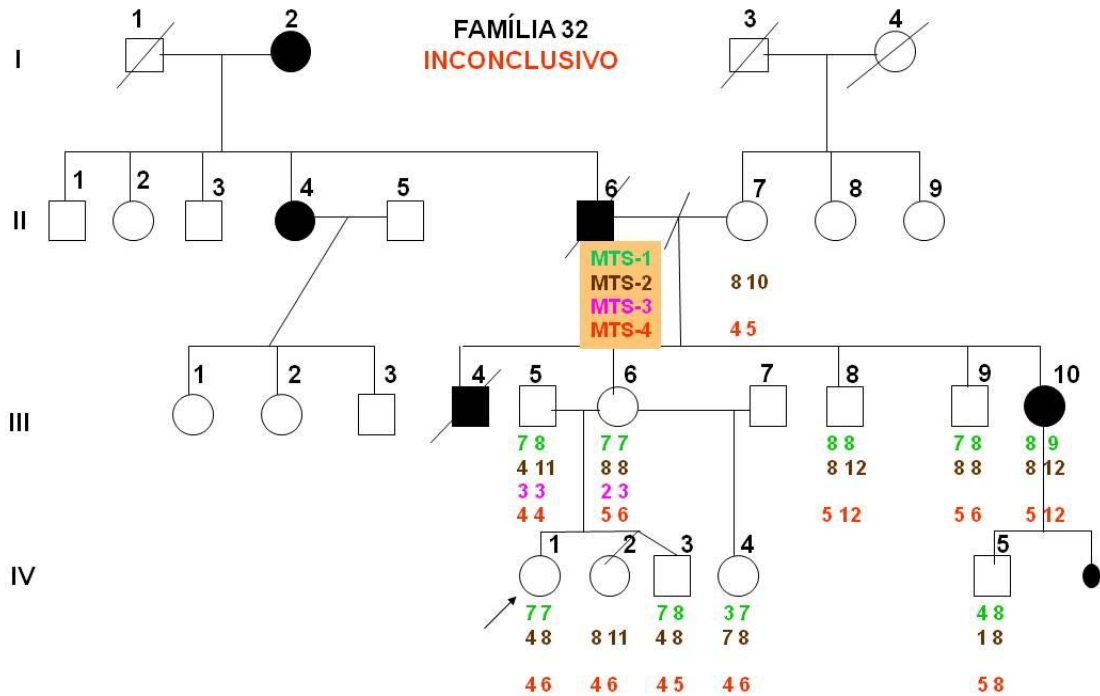 1 2 3 4
FAMÍLIA 32
I
INCONCLUSIVO
1 2 3 4 5 6 7 8 9
II
MTS-1
MTS-2 8 10
MTS-3
MTS-4 4 5
1 2 3 4 5 6 7 8 9 10
III
7 8 7 7 8 8 7 8 8 9
4 11 8 8 8 12 8 8 8 12
3 3 2 3
4 4 5 6 5 12 5 6 5 12
1 2 3 4 5
IV
7 7 7 8 3 7 4 8
4 8 8 11 4 8 7 8 1 8
4 6 4 6 4 5 4 6 5 8